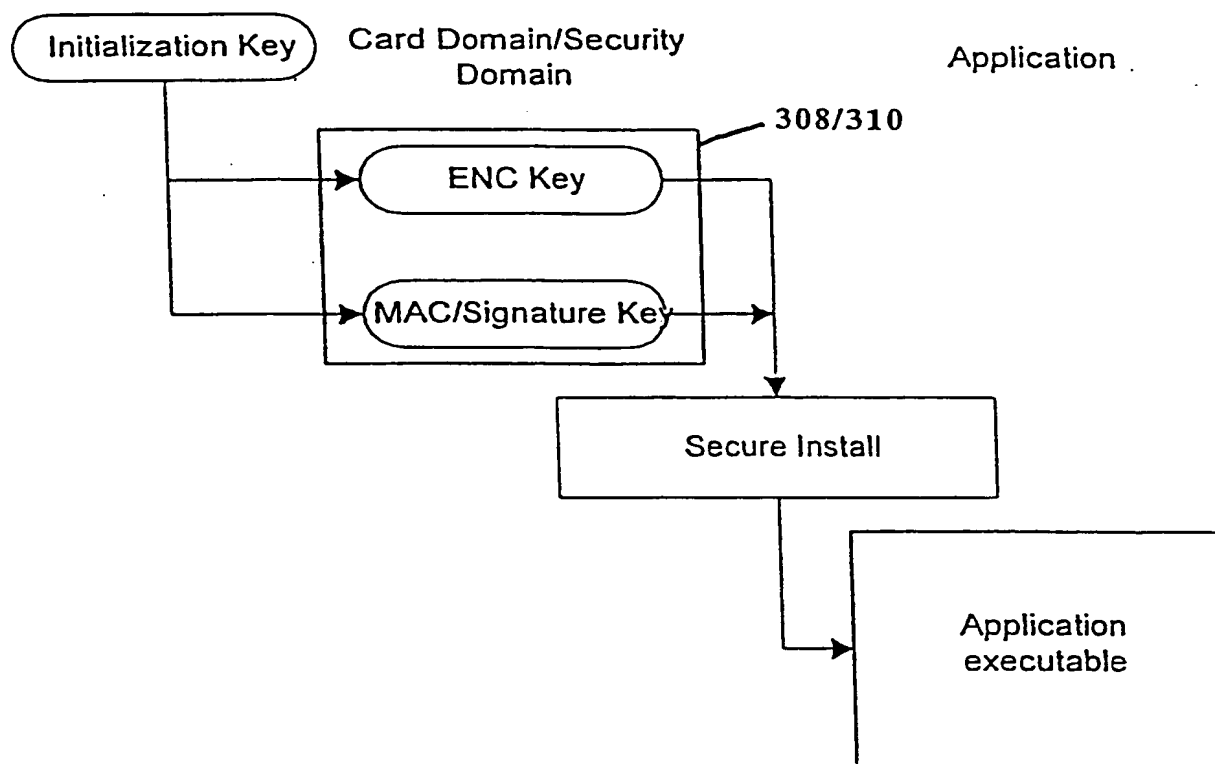 Initialization Key
Card Domain/Security
Domain
Application
308/310
ENC Key
MAC/Signature Key
Secure Install
Application
executable